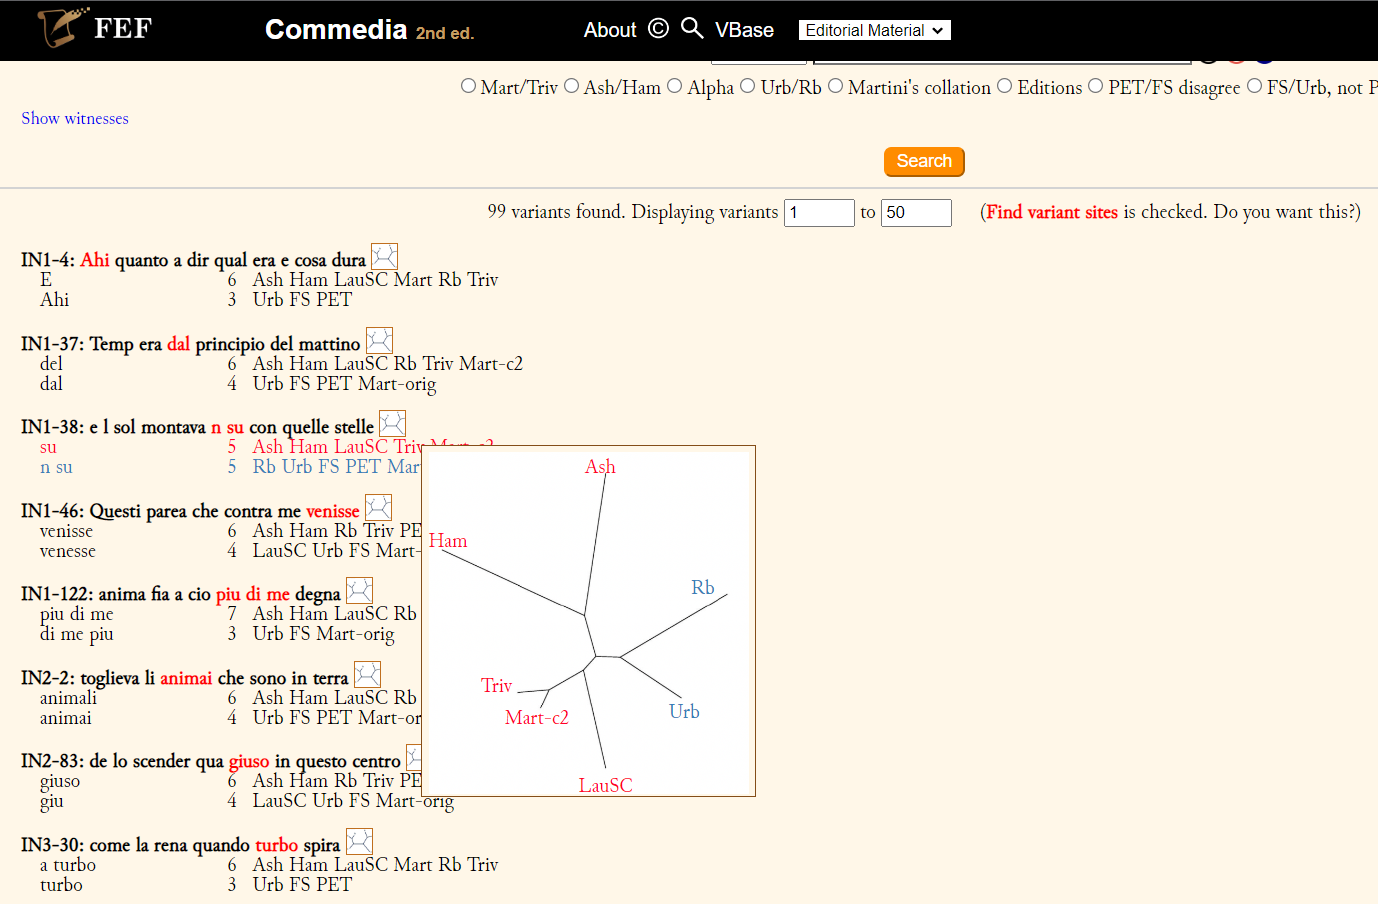 FEF
Commedia 2nd ed.
About © VBase
Editorial Material
Mart/Triv Ash/Ham Alpha Urb/Rb Martini's collation Editions PET/FS disagree FS/Urb, not P
Show witnesses
Search
99 variants found. Displaying variants 1 to 50 (Find variant sites is checked. Do you want this?)
IN1-4: Ahi quanto a dir qual era e cosa dura
E 6 Ash Ham LauSC Mart Rb Triv
Ahi 3 Urb FS PET
IN1-37: Temp era dal principio del mattino
del 6 Ash Ham LauSC Rb Triv Mart-c2
dal 4 Urb FS PET Mart-orig
IN1-38: e l sol montava n su con quelle stelle
su 5 Ash Ham LauSC Triv Mart-c2
n su 5 Rb Urb FS PET Mar
IN1-46: Questi parea che contra me venisse
venisse 6 Ash Ham Rb Triv PE
venesse 4 LauSC Urb FS Mart-
IN1-122: anima fia a cio piu di me degna
piu di me 7 Ash Ham LauSC Rb
di me piu 3 Urb FS Mart-orig
IN2-2: toglieva li animai che sono in terra
animali 6 Ash Ham LauSC Rb
animai 4 Urb FS PET Mart-or
IN2-83: de lo scender qua giuso in questo centro
giuso 6 Ash Ham Rb Triv PE
giu 4 LauSC Urb FS Mart-orig
IN3-30: come la rena quando turbo spira
a turbo 6 Ash Ham LauSC Mart Rb Triv
turbo 3 Urb FS PET
Ash
Ham
Rb
Triv
Mart-c2
Urb
LauSC